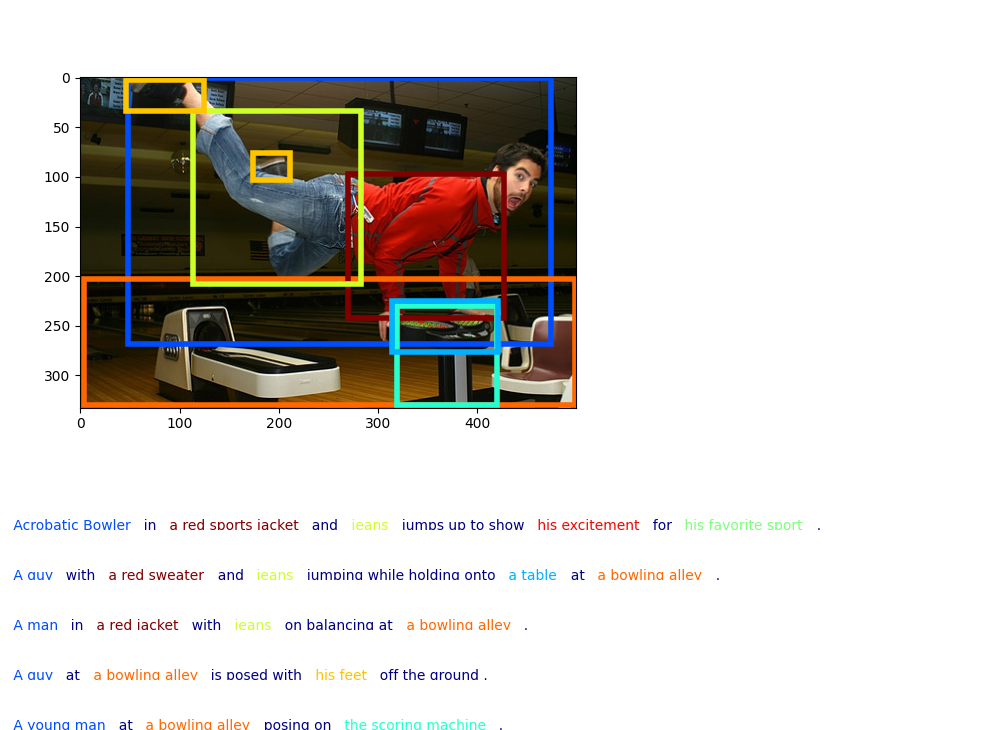 0
50
100
150
200
250
300
0 100 200 300 400
Acrobatic Bowler in a red sports jacket and jeans jumps up to show his excitement for his favorite sport .
A guy with a red sweater and jeans jumping while holding onto a table at a bowling alley .
A man in a red jacket with jeans on balancing at a bowling alley .
A guy at a bowling alley is posed with his feet off the ground .
A young man at a bowling alley posing on the scoring machine .